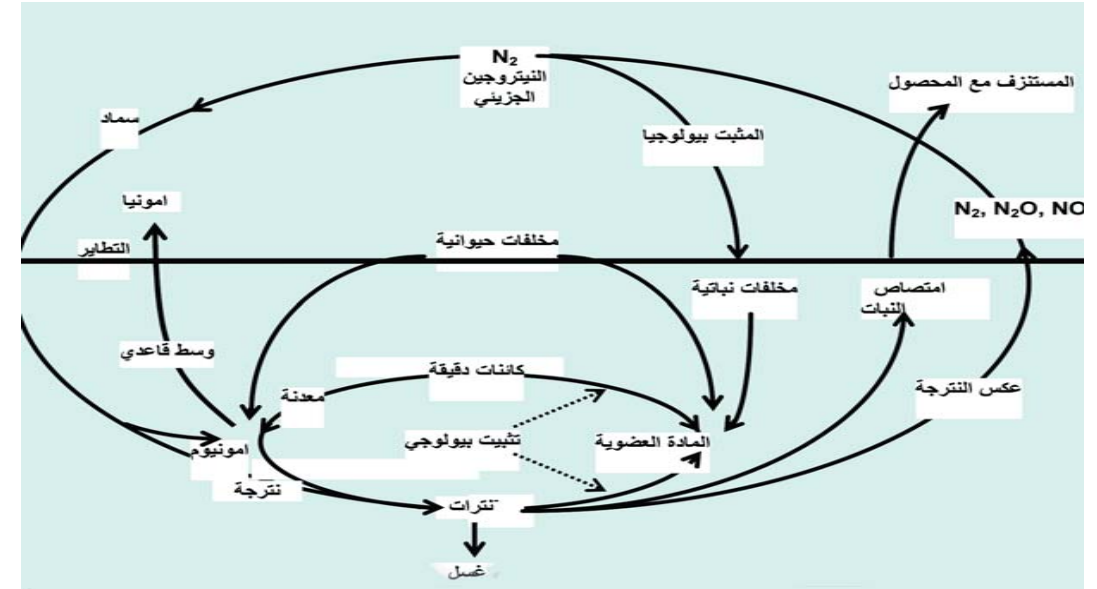 N₂
النيتروجين
الجزيئي
المستنزف مع المحصول
سماد
المثبت بيولوجيا
امونيا
N₂, N₂O, NO
التطاير
مخلفات حيوانية
مخلفات نباتية
امتصاص
النبات
وسط قاعدي
كائنات دقيقة
عكس النترجة
معدنة
تثبيت بيولوجي
المادة العضوية
امونيوم
نترجة
نترات
غسل